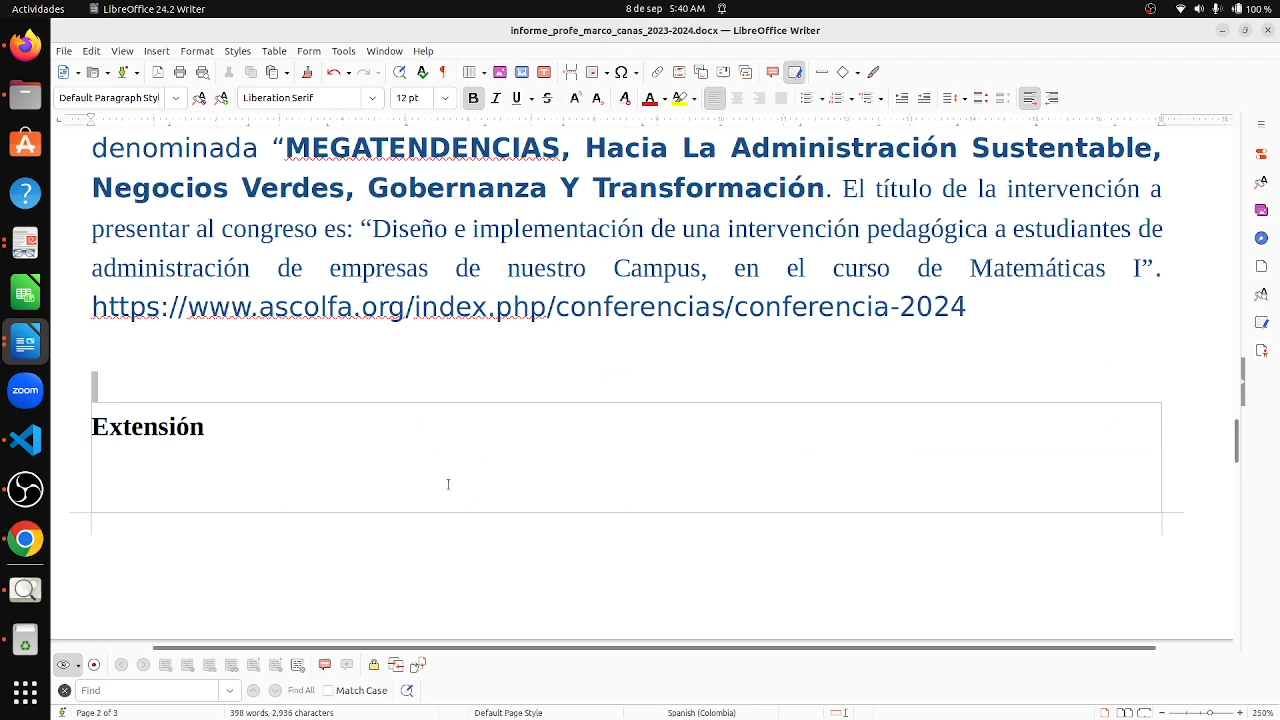 Actividades
LibreOffice 24.2 Writer
8 de sep 5:40 AM
100 %
informe_profe_marco_canas_2023-2024.docx — LibreOffice Writer
File Edit View Insert Format Styles Table Form Tools Window Help
Default Paragraph Styl
Liberation Serif
12 pt
denominada “MEGATENDENCIAS, Hacia La Administración Sustentable,
Negocios Verdes, Gobernanza Y Transformación. El título de la intervención a
presentar al congreso es: “Diseño e implementación de una intervención pedagógica a estudiantes de
administración de empresas de nuestro Campus, en el curso de Matemáticas I”.
https://www.ascolfa.org/index.php/conferencias/conferencia-2024
Extensión
zoom
Find
Find All
Match Case
Page 2 of 3
398 words, 2,936 characters
Default Page Style
Spanish (Colombia)
250%